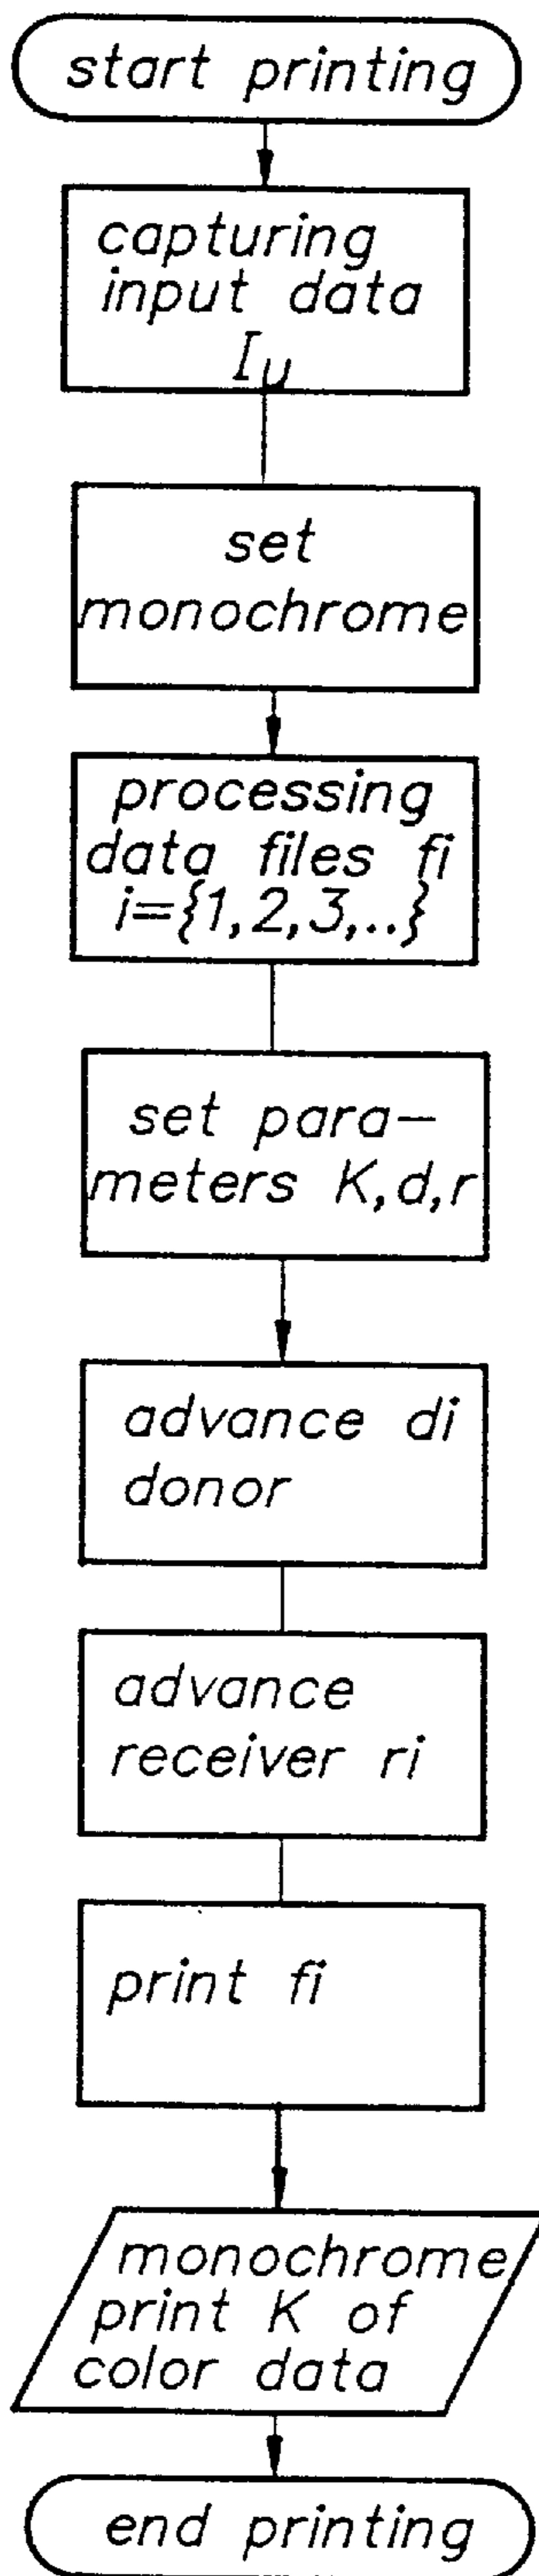 start printing
capturing
input data
Iμ
set
monochrome
processing
data files fi
i={1,2,3,..}
set para-
meters K,d,r
advance di
donor
advance
receiver ri
print fi
monochrome
print K of
color data
end printing